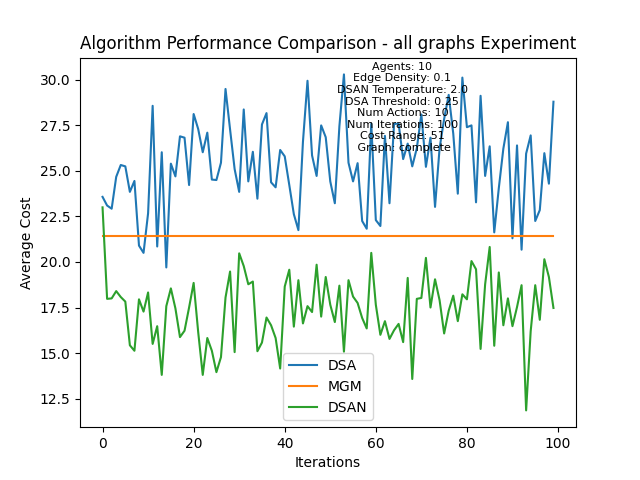 Algorithm Performance Comparison - all graphs Experiment
Agents: 10
Edge Density: 0.1
DSAN Temperature: 2.0
DSA Threshold: 0.25
Num Actions: 10
Num Iterations: 100
Cost Range: 51
Graph: complete
30.0
27.5
25.0
22.5
20.0
17.5
15.0
12.5
Average Cost
DSA
MGM
DSAN
0
20
40
60
80
100
Iterations